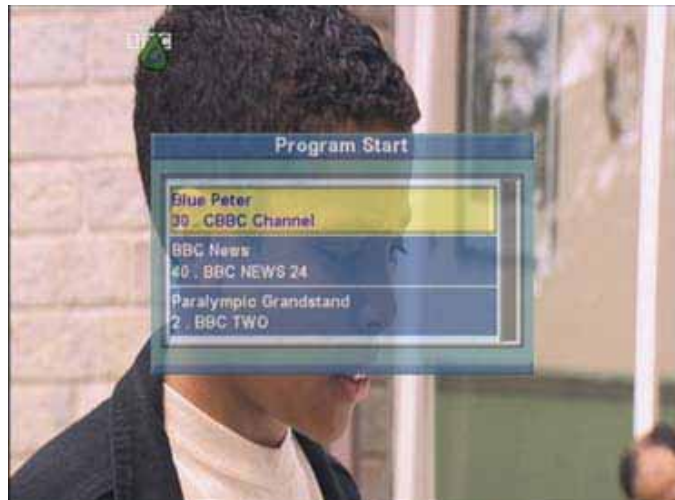 Program Start
Blue Peter
30 . CBBC Channel
BBC News
40 . BBC NEWS 24
Paralympic Grandstand
2 . BBC TWO